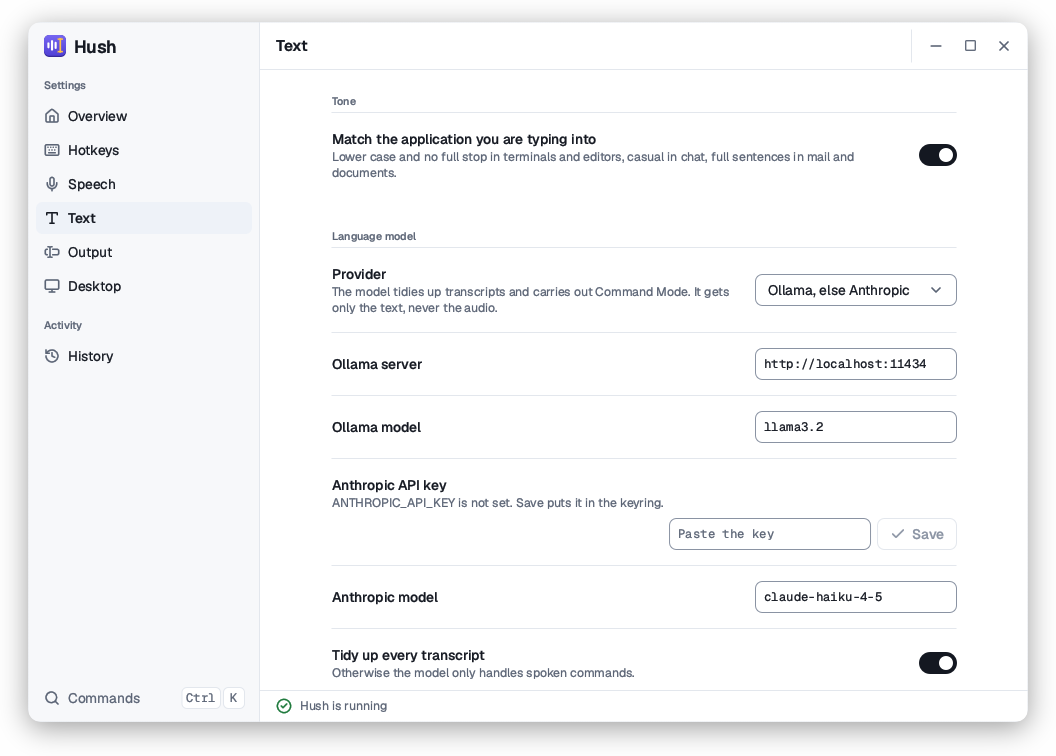 Hush
Settings
Overview
Hotkeys
Speech
Text
Output
Desktop
Activity
History
Commands
Ctrl K
Text
Tone
Match the application you are typing into
Lower case and no full stop in terminals and editors, casual in chat, full sentences in mail and
documents.
Language model
Provider
The model tidies up transcripts and carries out Command Mode. It gets
only the text, never the audio.
Ollama, else Anthropic
Ollama server
http://localhost:11434
Ollama model
llama3.2
Anthropic API key
ANTHROPIC_API_KEY is not set. Save puts it in the keyring.
Paste the key
Save
Anthropic model
claude-haiku-4-5
Tidy up every transcript
Otherwise the model only handles spoken commands.
Hush is running